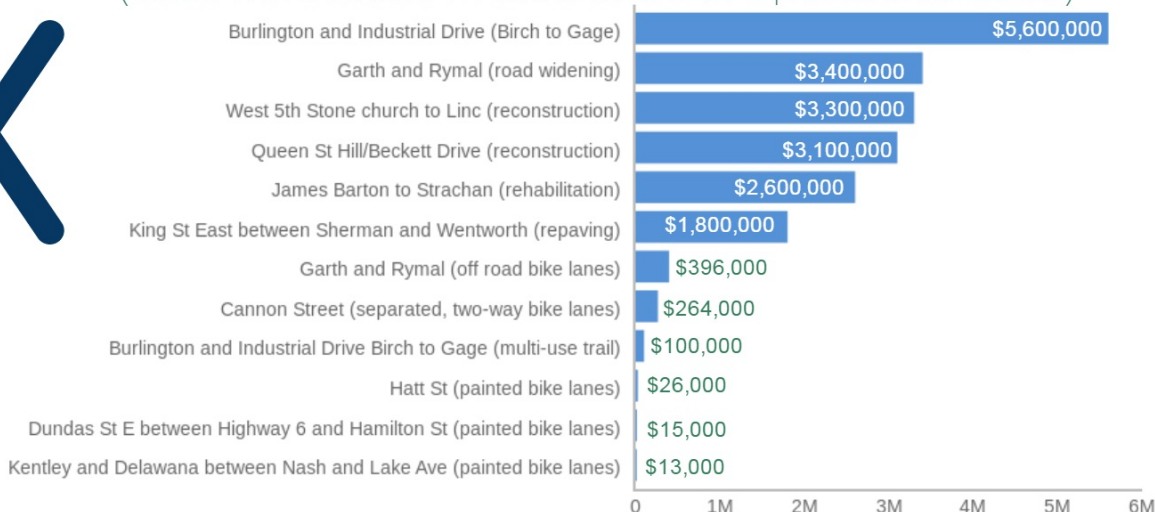 Burlington and Industrial Drive (Birch to Gage) $5,600,000
Garth and Rymal (road widening) $3,400,000
West 5th Stone church to Linc (reconstruction) $3,300,000
Queen St Hill/Beckett Drive (reconstruction) $3,100,000
James Barton to Strachan (rehabilitation) $2,600,000
King St East between Sherman and Wentworth (repaving) $1,800,000
Garth and Rymal (off road bike lanes) $396,000
Cannon Street (separated, two-way bike lanes) $264,000
Burlington and Industrial Drive Birch to Gage (multi-use trail) $100,000
Hatt St (painted bike lanes) $26,000
Dundas St E between Highway 6 and Hamilton St (painted bike lanes) $15,000
Kentley and Delawana between Nash and Lake Ave (painted bike lanes) $13,000
0 1M 2M 3M 4M 5M 6M